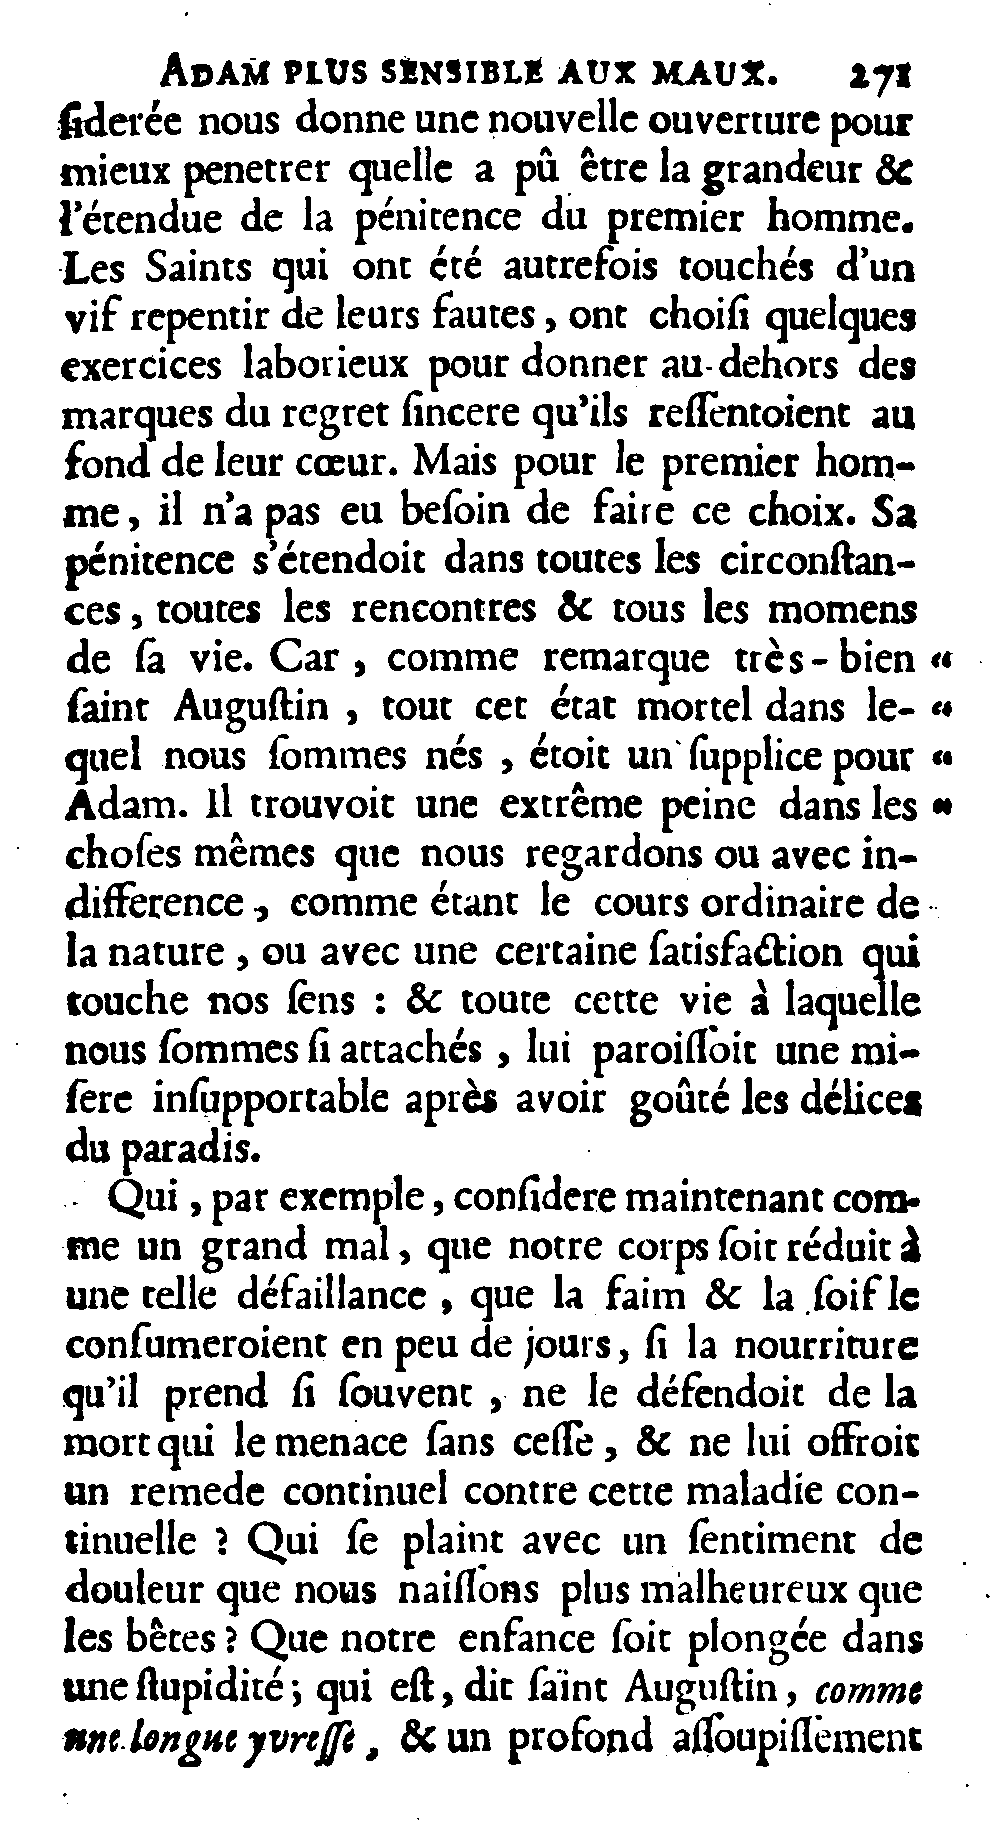 ADAM PLUS SENSIBLE AUX MAUX. 271
ſiderée nous donne une nouvelle ouverture pour
mieux penetrer quelle a pû être la grandeur &
l'étendue de la pénitence du premier homme.
Les Saints qui ont été autrefois touchés d'un
vif repentir de leurs fautes, ont choiſi quelques
exercices laborieux pour donner au-dehors des
marques du regret ſincere qu'ils reſſentoient au
fond de leur cœur. Mais pour le premier hom-
me, il n'a pas eu beſoin de faire ce choix. Sa
pénitence s'étendoit dans toutes les circonſtan-
ces, toutes les rencontres & tous les momens
de ſa vie. Car, comme remarque très-bien “
ſaint Auguſtin, tout cet état mortel dans le- “
quel nous ſommes nés, étoit un ſupplice pour “
Adam. Il trouvoit une extrême peine dans les "
choſes mêmes que nous regardons ou avec in-
difference, comme étant le cours ordinaire de
la nature, ou avec une certaine ſatisfaction qui
touche nos ſens : & toute cette vie à laquelle
nous ſommes ſi attachés, lui paroiſſoit une mi-
ſere inſupportable après avoir goûté les délices
du paradis.
Qui, par exemple, conſidere maintenant com-
me un grand mal, que notre corps ſoit réduit à
une telle défaillance, que la faim & la ſoif le
conſumeroient en peu de jours, ſi la nourriture
qu'il prend ſi ſouvent, ne le défendoit de la
mort qui le menace ſans ceſſe, & ne lui offroit
un remede continuel contre cette maladie con-
tinuelle ? Qui ſe plaint avec un ſentiment de
douleur que nous naiſſons plus malheureux que
les bêtes ? Que notre enfance ſoit plongée dans
une ſtupidité; qui eſt, dit ſaint Auguſtin, comme
une longue yvreſſe, & un profond aſſoupiſſement